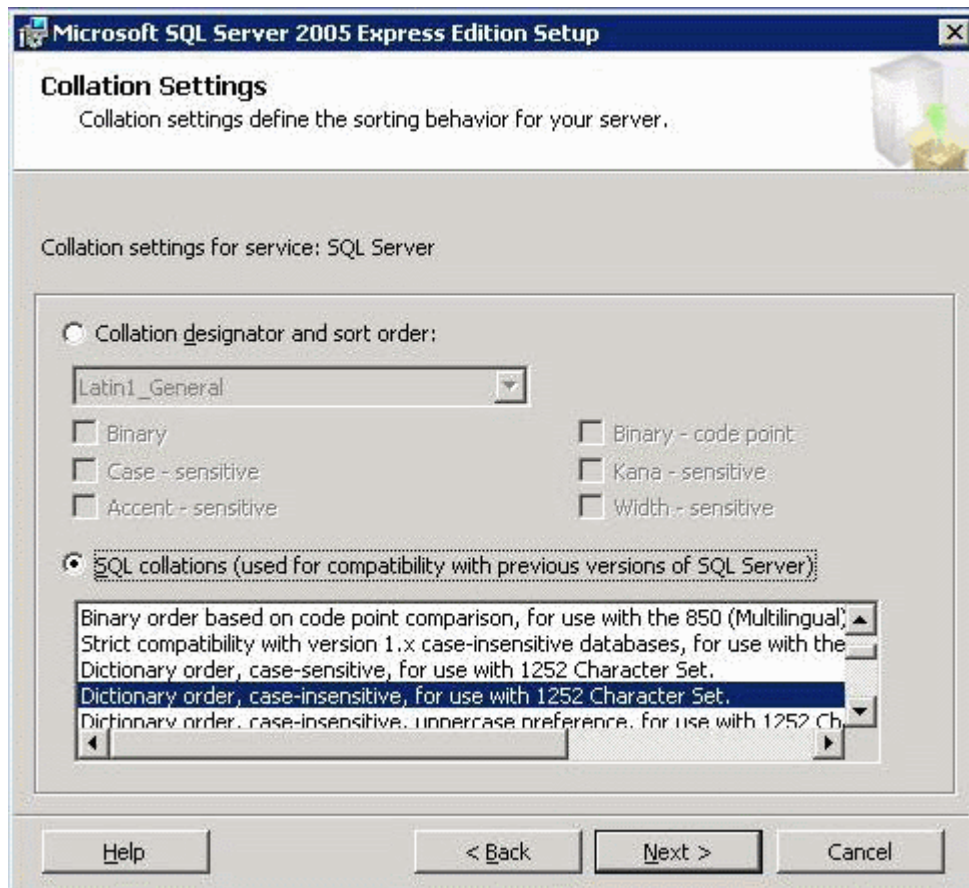 Microsoft SQL Server 2005 Express Edition Setup
Collation Settings
Collation settings define the sorting behavior for your server.
Collation settings for service: SQL Server
Collation designator and sort order:
Latin1_General
Binary
Binary - code point
Case - sensitive
Kana - sensitive
Accent - sensitive
Width - sensitive
SQL collations (used for compatibility with previous versions of SQL Server)
Binary order based on code point comparison, for use with the 850 (Multilingual)
Strict compatibility with version 1.x case-insensitive databases, for use with the
Dictionary order, case-sensitive, for use with 1252 Character Set.
Dictionary order, case-insensitive, for use with 1252 Character Set.
Dictionary order, case-insensitive, uppercase preference, for use with 1252 Ch
Help
< Back
Next >
Cancel